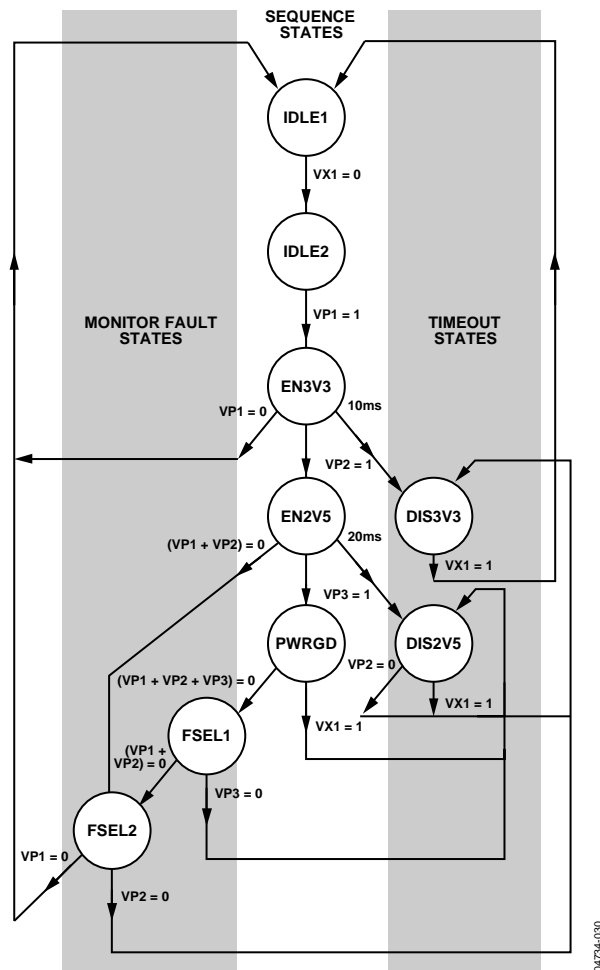 SEQUENCE
STATES
IDLE1
VX1 = 0
IDLE2
VP1 = 1
MONITOR FAULT
STATES
TIMEOUT
STATES
EN3V3
10ms
VP1 = 0
VP2 = 1
EN2V5
DIS3V3
20ms
(VP1 + VP2) = 0
VX1 = 1
VP3 = 1
PWRGD
DIS2V5
VP2 = 0
(VP1 + VP2 + VP3) = 0
VX1 = 1
VX1 = 1
FSEL1
(VP1 +
VP2) = 0
VP3 = 0
FSEL2
VP1 = 0
VP2 = 0
04734-030